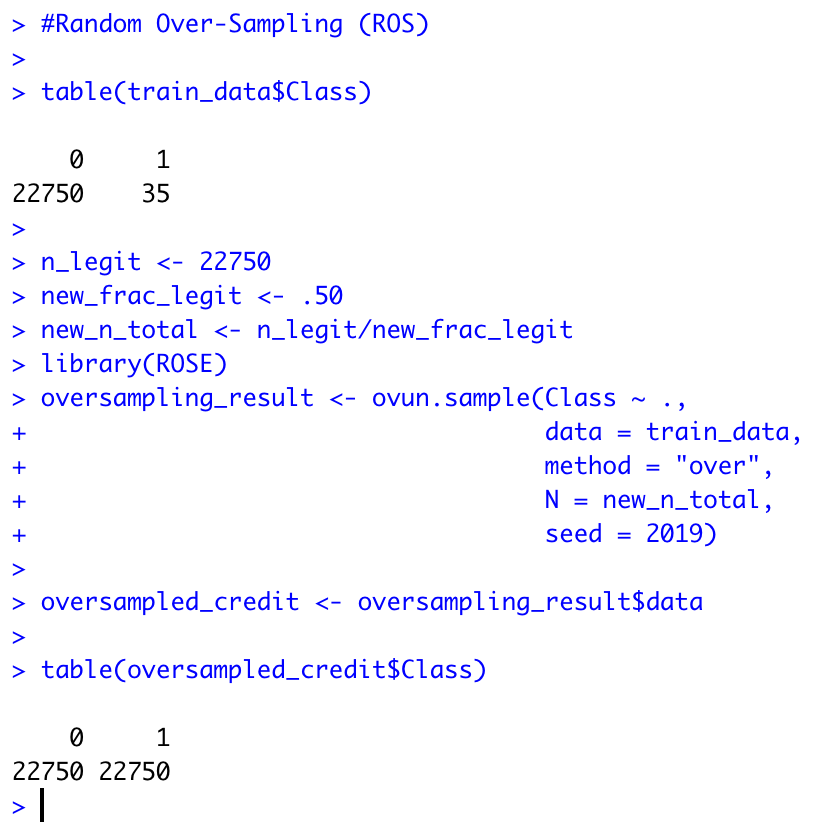 > #Random Over-Sampling (ROS)
>
> table(train_data$Class)
    0     1
22750    35
>
> n_legit <- 22750
> new_frac_legit <- .50
> new_n_total <- n_legit/new_frac_legit
> library(ROSE)
> oversampling_result <- ovun.sample(Class ~ .,
+                                    data = train_data,
+                                    method = "over",
+                                    N = new_n_total,
+                                    seed = 2019)
>
> oversampled_credit <- oversampling_result$data
>
> table(oversampled_credit$Class)
    0     1
22750 22750
>